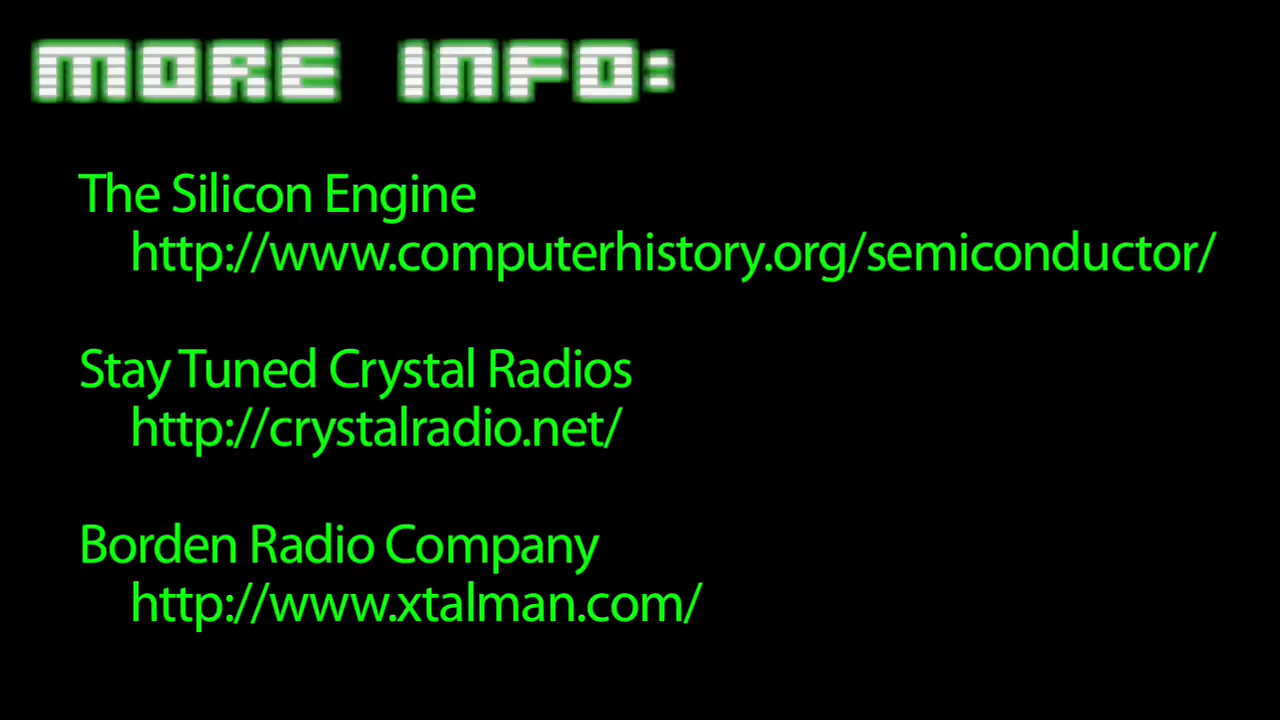 MORE INFO:
The Silicon Engine
http://www.computerhistory.org/semiconductor/
Stay Tuned Crystal Radios
http://crystalradio.net/
Borden Radio Company
http://www.xtalman.com/